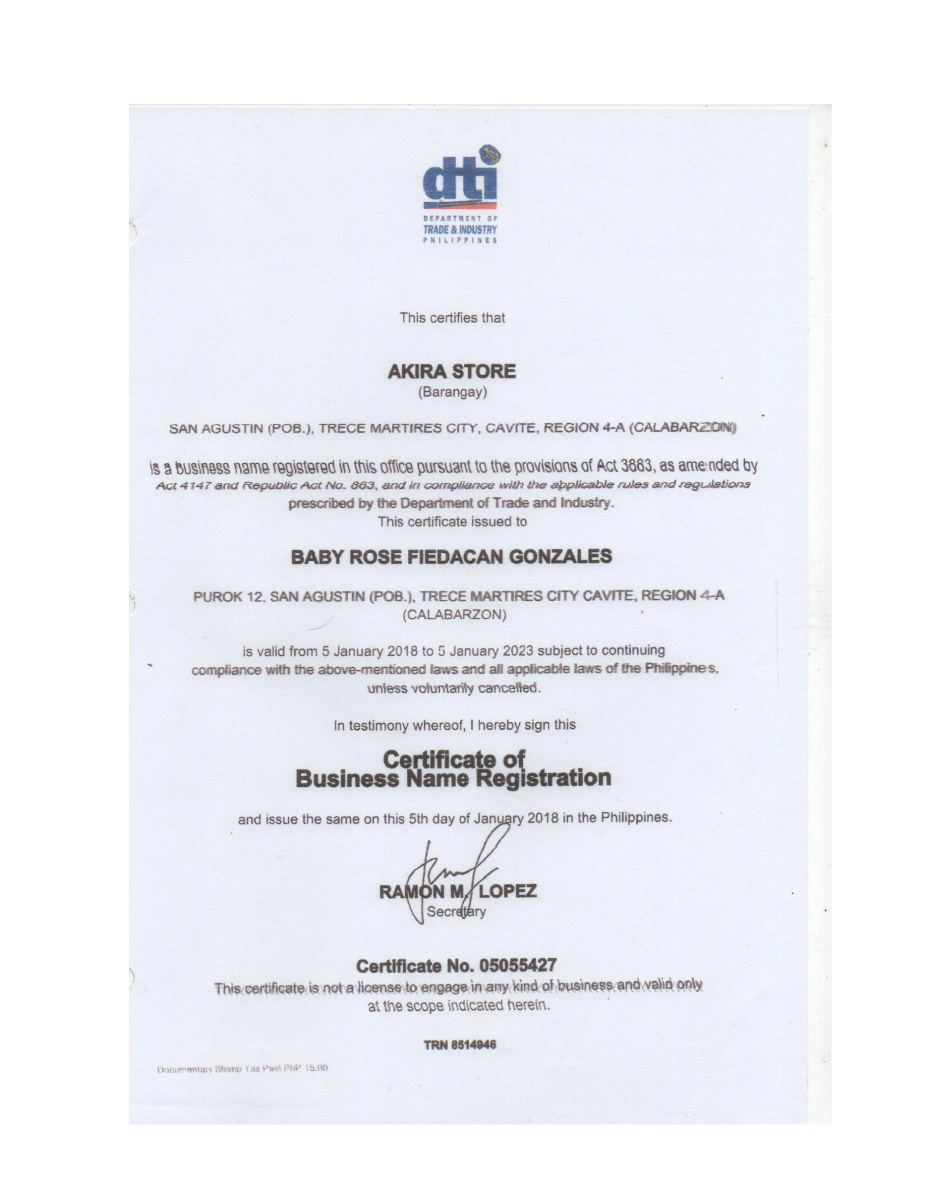 dti
DEPARTMENT OF
TRADE & INDUSTRY
PHILIPPINES
This certifies that
AKIRA STORE
(Barangay)
SAN AGUSTIN (POB.), TRECE MARTIRES CITY, CAVITE, REGION 4-A (CALABARZON)
is a business name registered in this office pursuant to the provisions of Act 3883, as amended by
Act 4147 and Republic Act No. 863, and in compliance with the applicable rules and regulations
prescribed by the Department of Trade and Industry.
This certificate issued to
BABY ROSE FIEDACAN GONZALES
PUROK 12, SAN AGUSTIN (POB.), TRECE MARTIRES CITY CAVITE, REGION 4-A
(CALABARZON)
is valid from 5 January 2018 to 5 January 2023 subject to continuing
compliance with the above-mentioned laws and all applicable laws of the Philippines,
unless voluntarily cancelled.
In testimony whereof, I hereby sign this
Certificate of
Business Name Registration
and issue the same on this 5th day of January 2018 in the Philippines.
RAMON M. LOPEZ
Secretary
Certificate No. 05055427
This certificate is not a license to engage in any kind of business and valid only
at the scope indicated herein.
TRN 8514946
Documentary Stamp Tax Paid PhP 15.00